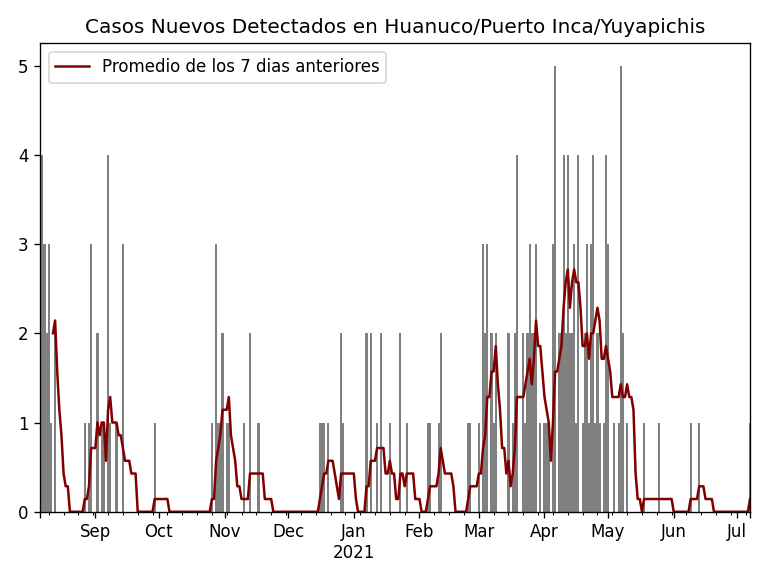 Casos Nuevos Detectados en Huanuco/Puerto Inca/Yuyapichis
Promedio de los 7 dias anteriores
5
4
3
2
1
0
Sep Oct Nov Dec Jan Feb Mar Apr May Jun Jul
2021